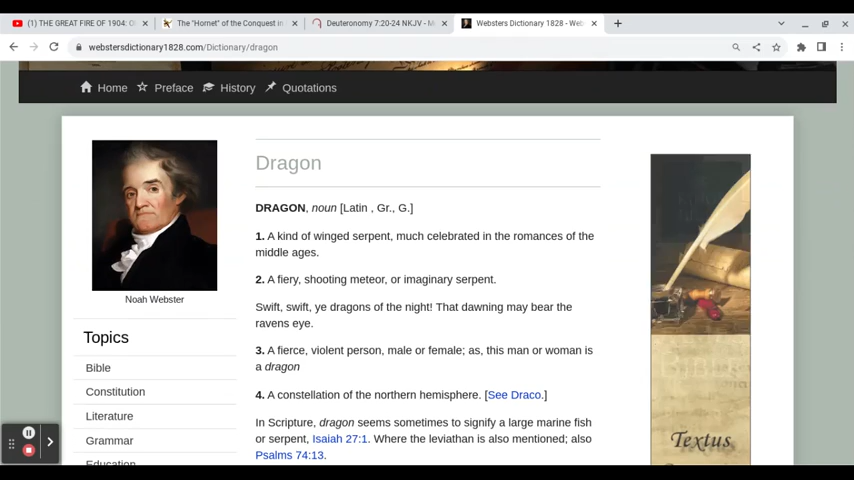 (1) THE GREAT FIRE OF 1904:
The "Hornet" of the Conquest in
Deuteronomy 7:20-24 NKJV -
Websters Dictionary 1828 -
webstersdictionary1828.com/Dictionary/dragon
Home Preface History Quotations
Dragon
DRAGON, noun [Latin , Gr., G.]
1. A kind of winged serpent, much celebrated in the romances of the
middle ages.
2. A fiery, shooting meteor, or imaginary serpent.
Swift, swift, ye dragons of the night! That dawning may bear the
ravens eye.
3. A fierce, violent person, male or female; as, this man or woman is
a dragon
4. A constellation of the northern hemisphere. [See Draco.]
In Scripture, dragon seems sometimes to signify a large marine fish
or serpent, Isaiah 27:1. Where the leviathan is also mentioned; also
Psalms 74:13.
Noah Webster
Topics
Bible
Constitution
Literature
Grammar
Education
Textus